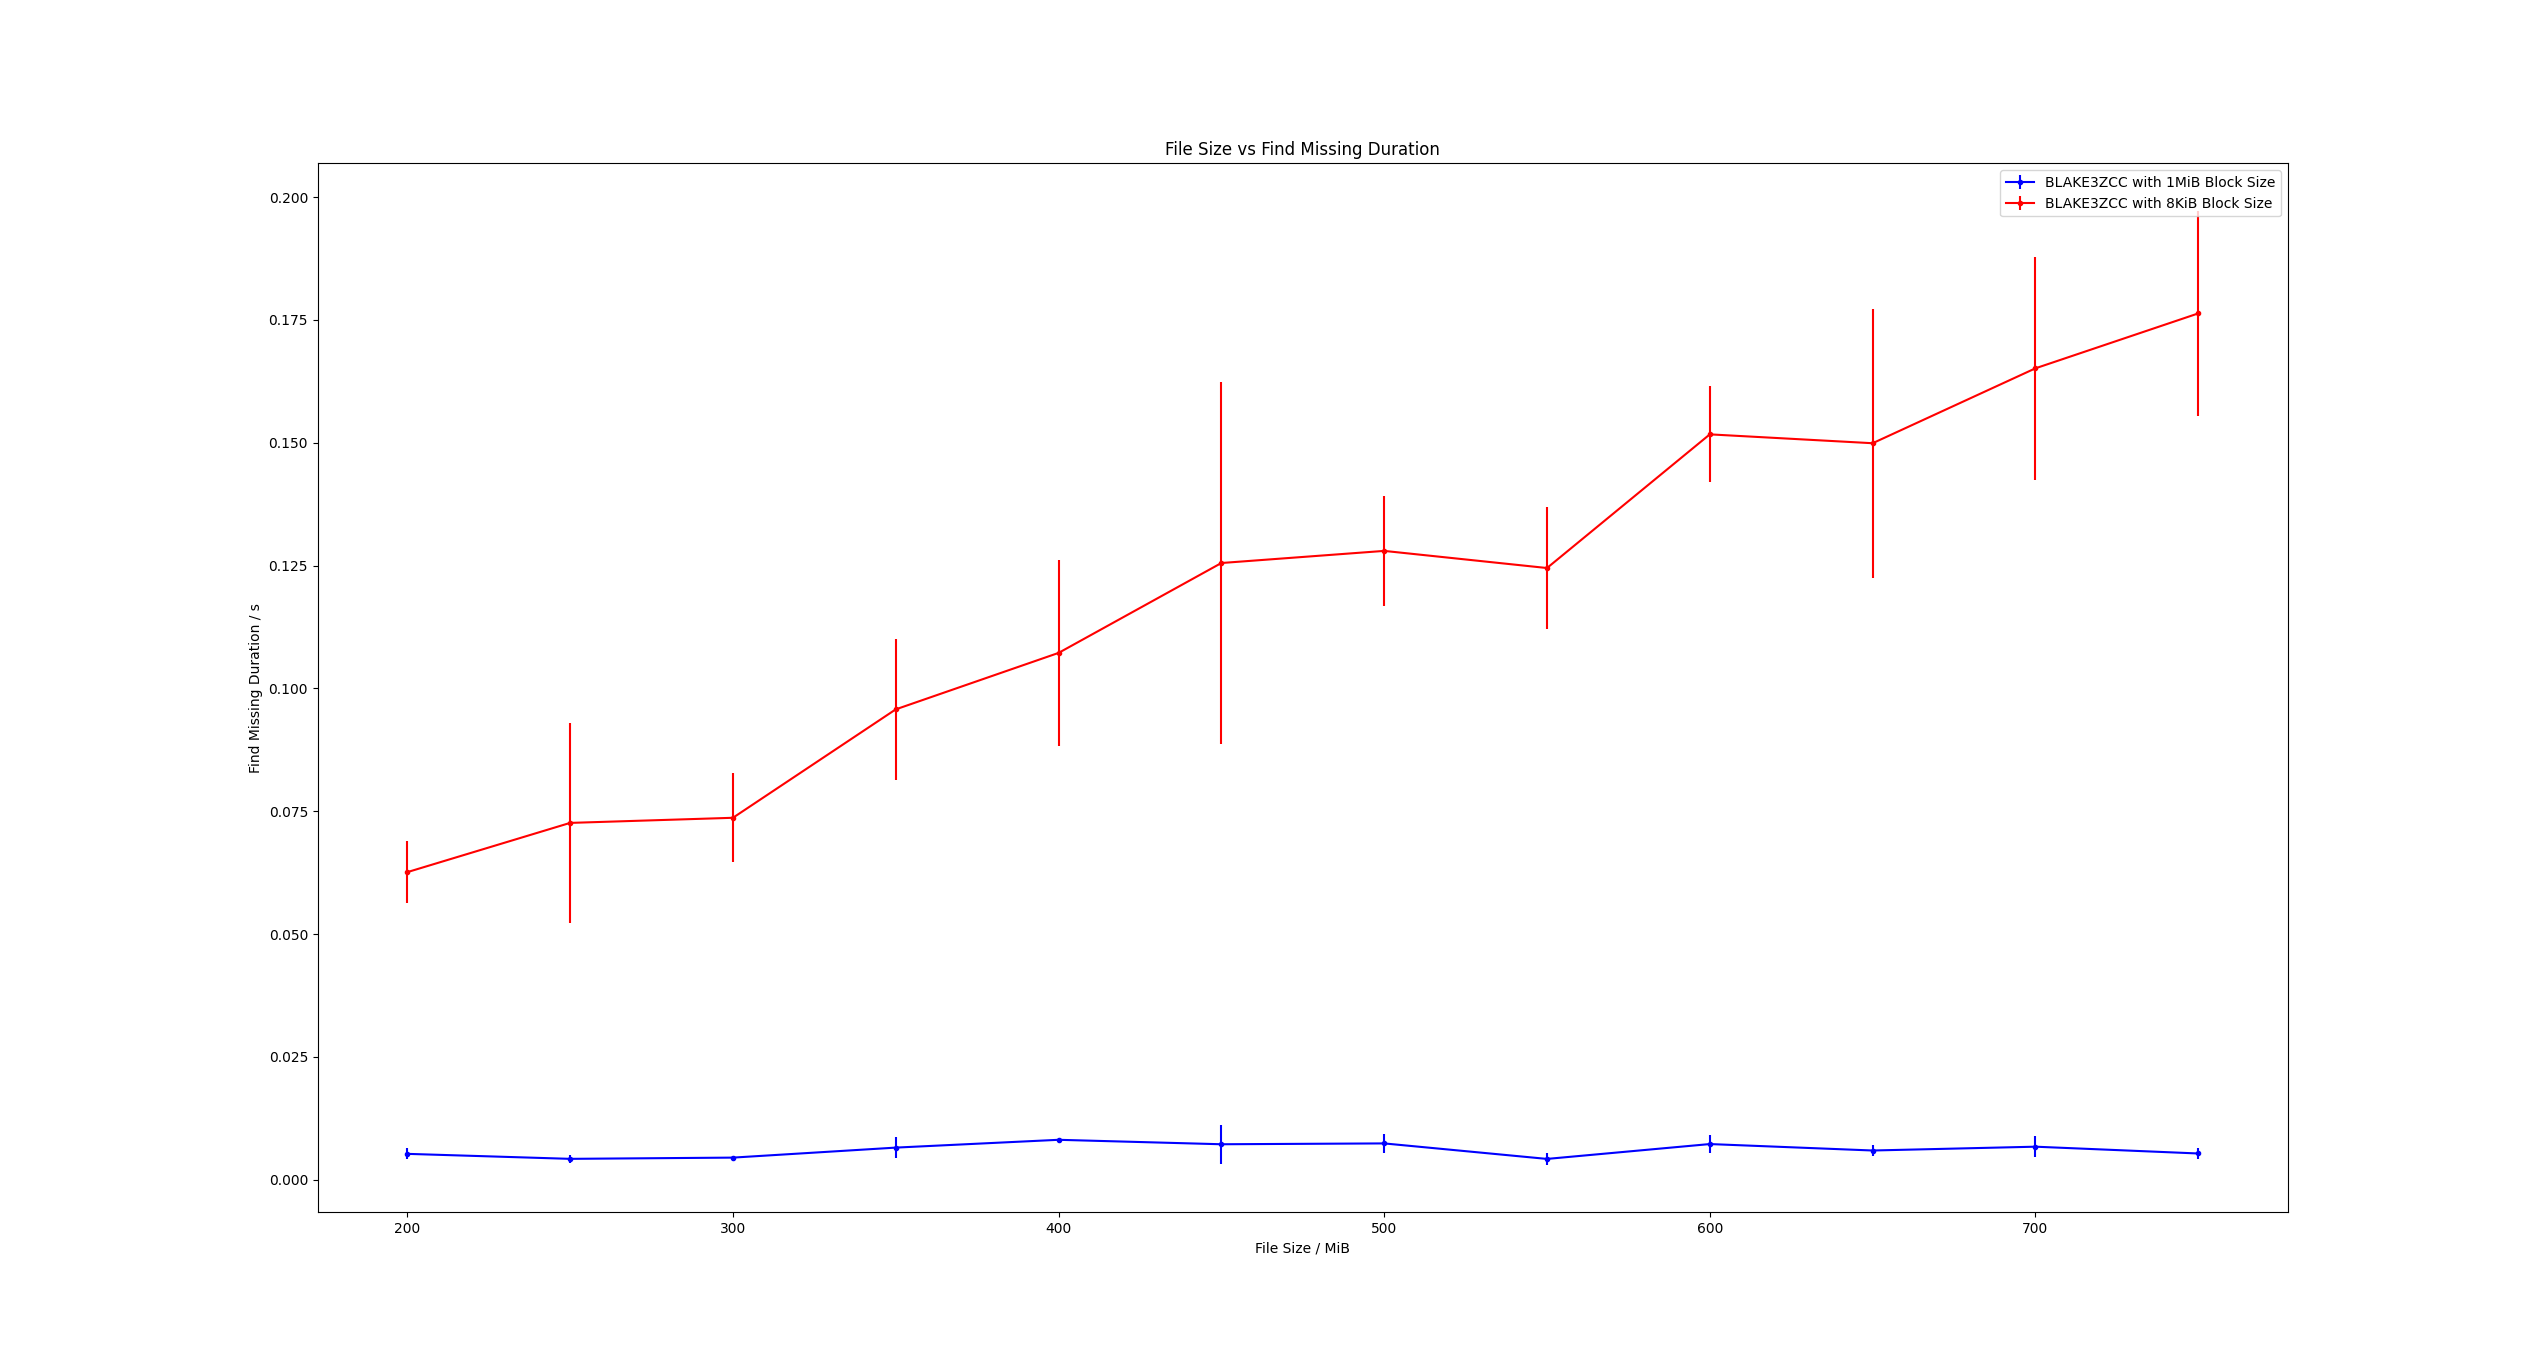 File Size vs Find Missing Duration
BLAKE3ZCC with 1MiB Block Size
BLAKE3ZCC with 8KiB Block Size
0.200
0.175
0.150
0.125
0.100
0.075
0.050
0.025
0.000
Find Missing Duration / s
200 300 400 500 600 700
File Size / MiB